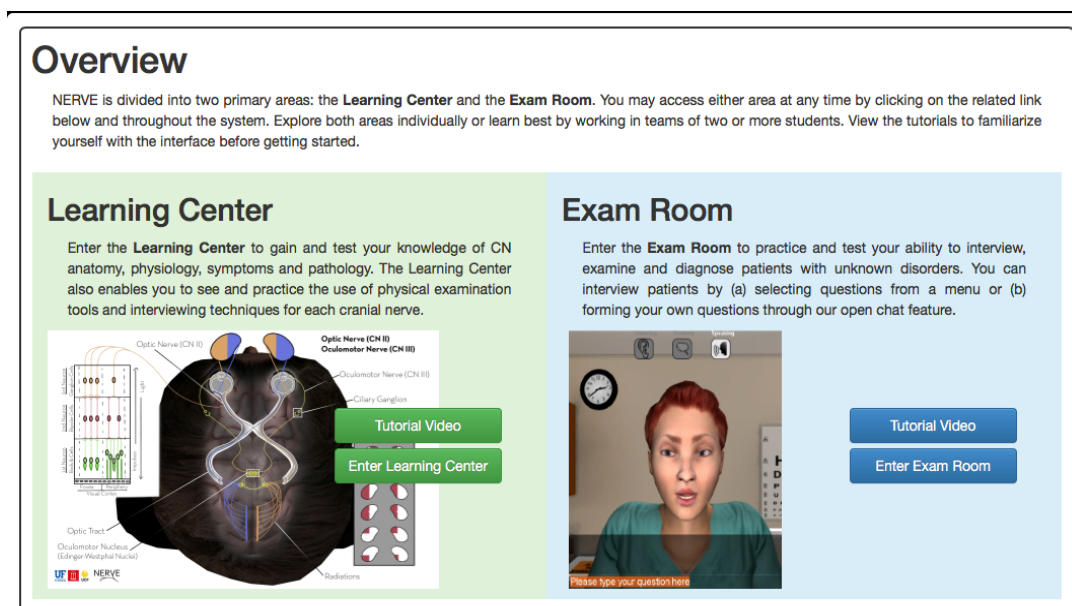 Overview
NERVE is divided into two primary areas: the Learning Center and the Exam Room. You may access either area at any time by clicking on the related link
below and throughout the system. Explore both areas individually or learn best by working in teams of two or more students. View the tutorials to familiarize
yourself with the interface before getting started.
Learning Center
Enter the Learning Center to gain and test your knowledge of CN
anatomy, physiology, symptoms and pathology. The Learning Center
also enables you to see and practice the use of physical examination
tools and interviewing techniques for each cranial nerve.
Optic Nerve (CN II)
Optic Nerve (CN II)
Oculomotor Nerve (CN III)
Oculomotor Nerve (CN III)
Ciliary Ganglion
Light
Impulses
Fovea
Periphery
Visual Center
Tutorial Video
Enter Learning Center
Optic Tract
Oculomotor Nucleus
(Edinger Westphal Nuclei)
Radiations
UF
UCF
NERVE
Exam Room
Enter the Exam Room to practice and test your ability to interview,
examine and diagnose patients with unknown disorders. You can
interview patients by (a) selecting questions from a menu or (b)
forming your own questions through our open chat feature.
Speaking
Please type your question here
Tutorial Video
Enter Exam Room